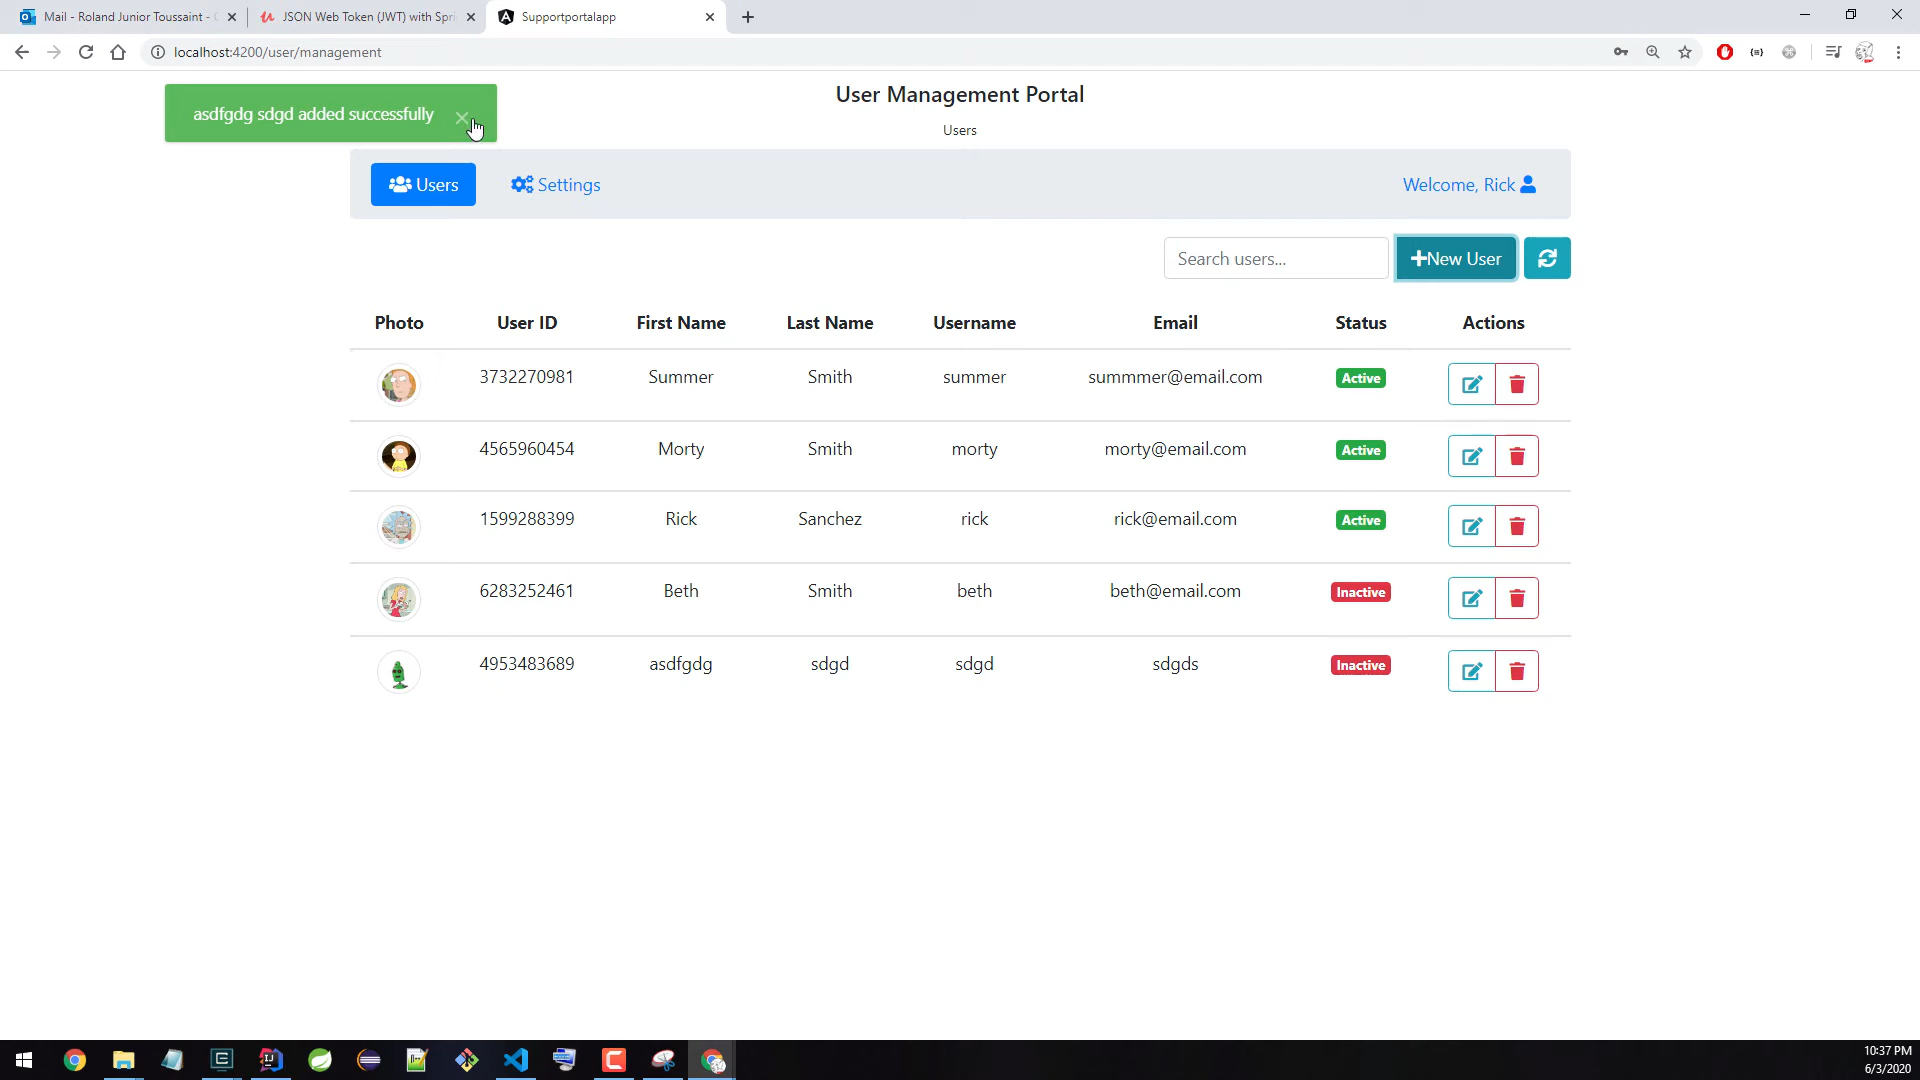 Mail - Roland Junior Toussaint -
JSON Web Token (JWT) with Spri
Supportportalapp
localhost:4200/user/management
asdfgdg sdgd added successfully
User Management Portal
Users
Users
Settings
Welcome, Rick
Search users...
New User
Photo User ID First Name Last Name Username Email Status Actions
3732270981 Summer Smith summer summmer@email.com Active
4565960454 Morty Smith morty morty@email.com Active
1599288399 Rick Sanchez rick rick@email.com Active
6283252461 Beth Smith beth beth@email.com Inactive
4953483689 asdfgdg sdgd sdgd sdgds Inactive
10:37 PM
6/3/2020